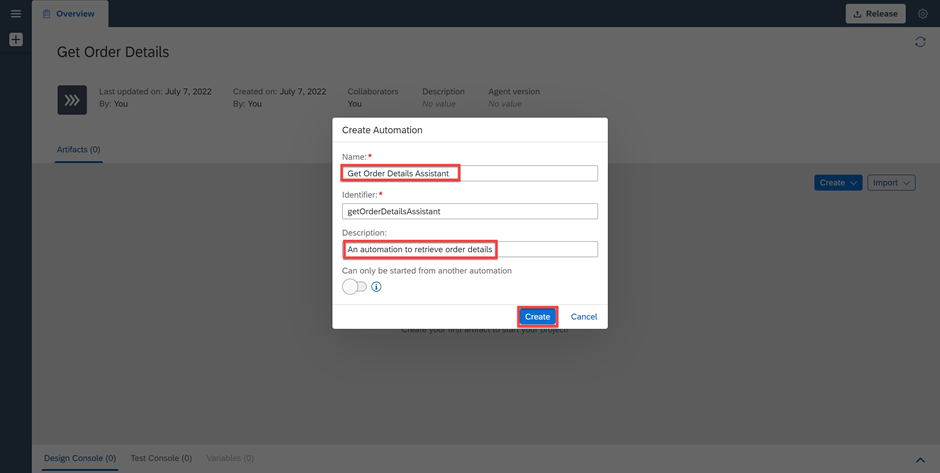 Overview
Release
Get Order Details
Last updated on: July 7, 2022
By: You
Created on: July 7, 2022
By: You
Collaborators
You
Description
No value
Agent version
No value
Artifacts (0)
Create
Import
Create Automation
Name:*
Get Order Details Assistant
Identifier:*
getOrderDetailsAssistant
Description:
An automation to retrieve order details
Can only be started from another automation
Create
Cancel
Create your first artifact to start your project!
Design Console (0)
Test Console (0)
Variables (0)